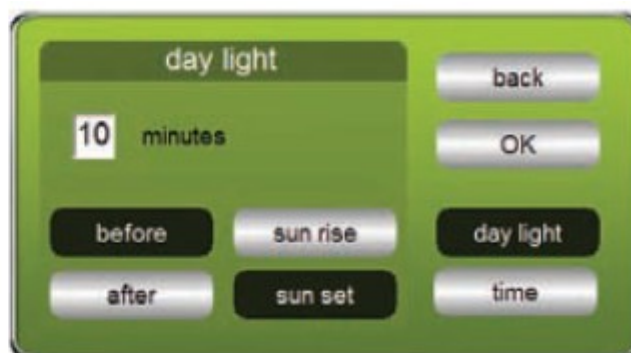 day light
back
10 minutes
OK
before
sun rise
day light
after
sun set
time